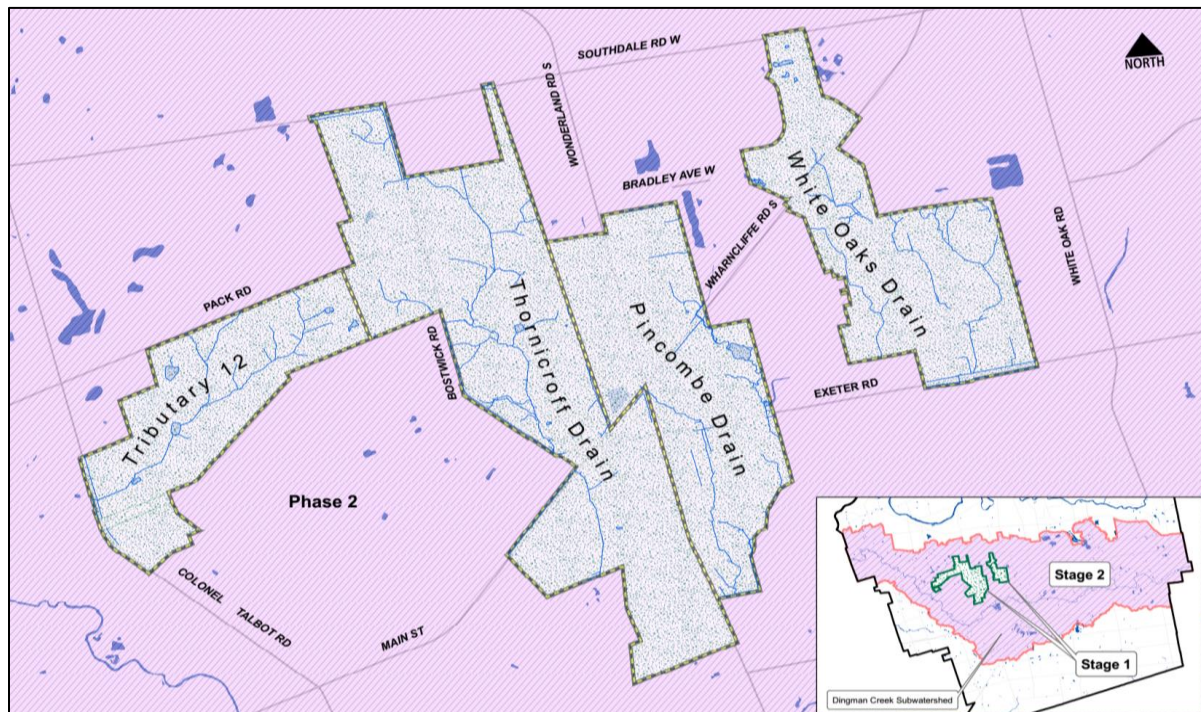 SOUTHDALE RD W
NORTH
WONDERLAND RD S
BRADLEY AVE W
White Oaks Drain
WHARNCLIFFE RD S
WHITE OAK RD
PACK RD
Thornicroff Drain
Pincombe Drain
BOSTWICK RD
Tributary 12
EXETER RD
Phase 2
COLONEL TALBOT RD
MAIN ST
Stage 2
Stage 1
Dingman Creek Subwatershed